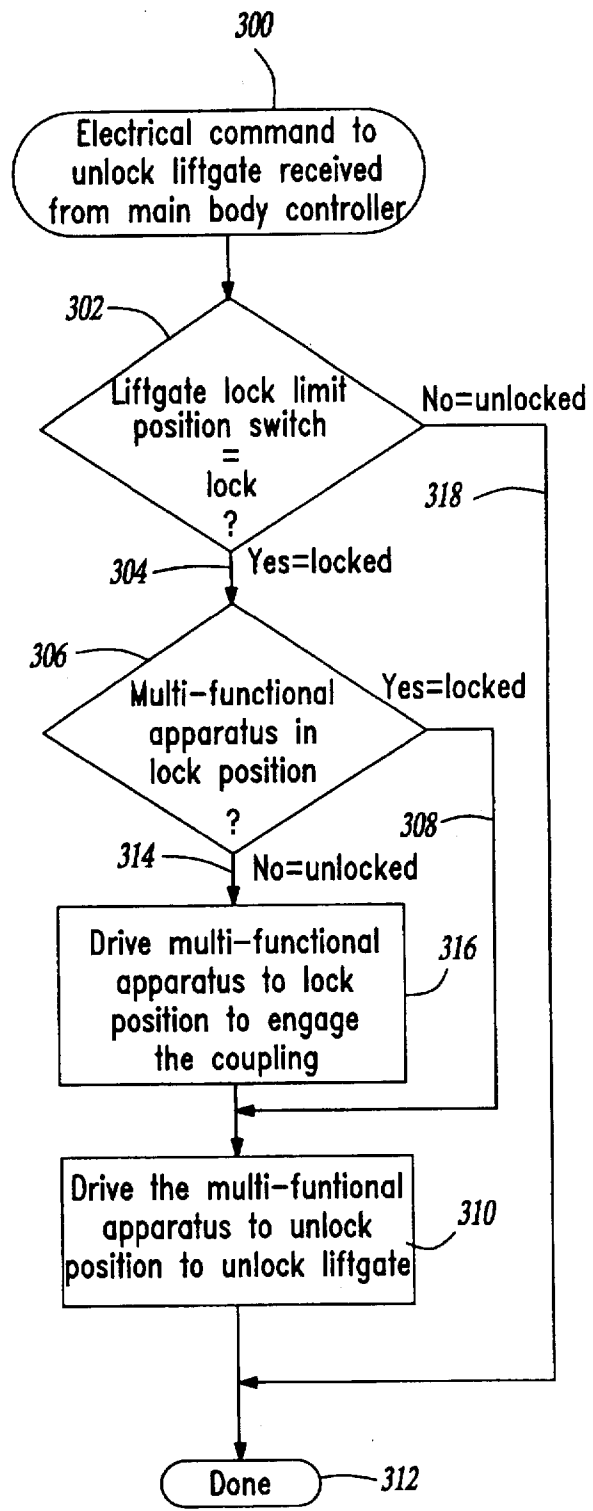 300
Electrical command to
unlock liftgate received
from main body controller
302
Liftgate lock limit
position switch
=
lock
?
No=unlocked
318
304
Yes=locked
306
Multi-functional
apparatus in
lock position
?
Yes=locked
308
314
No=unlocked
Drive multi-functional
apparatus to lock
position to engage
the coupling
316
Drive the multi-funtional
apparatus to unlock
position to unlock liftgate
310
Done
312